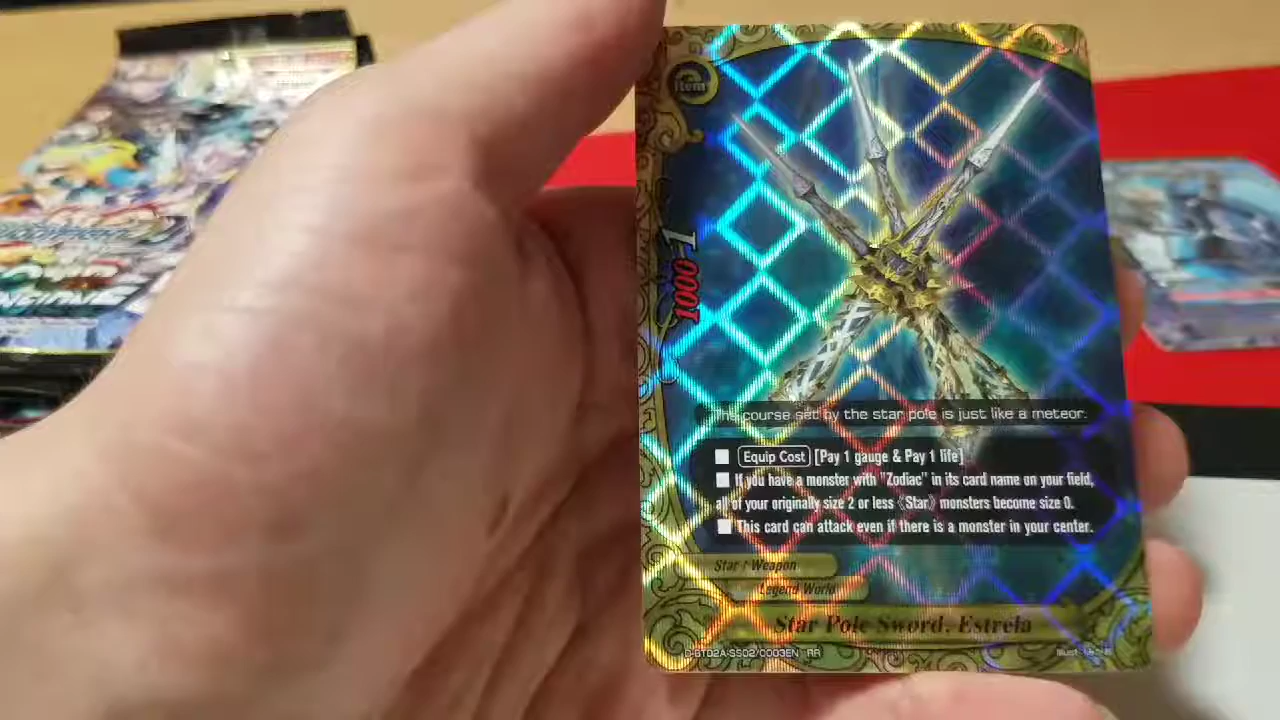 Item
1000 1
The course set by the star pole is just like a meteor.
Equip Cost [Pay 1 gauge & Pay 1 life]
If you have a monster with "Zodiac" in its card name on your field,
all of your originally size 2 or less 《Star》 monsters become size 0.
This card can attack even if there is a monster in your center.
Star / Weapon
Legend World
Star Pole Sword, Estrela
D-BT02A-SS02/0003EN RR